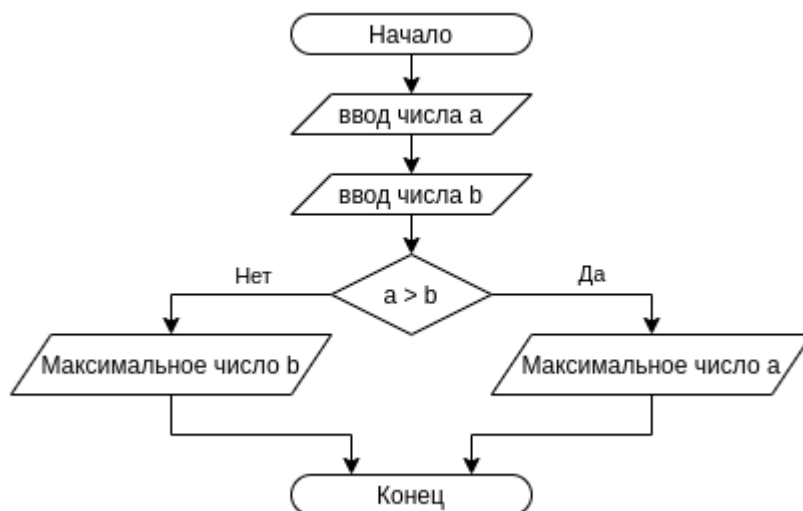 Начало
ввод числа a
ввод числа b
a > b
Нет
Да
Максимальное число b
Максимальное число a
Конец